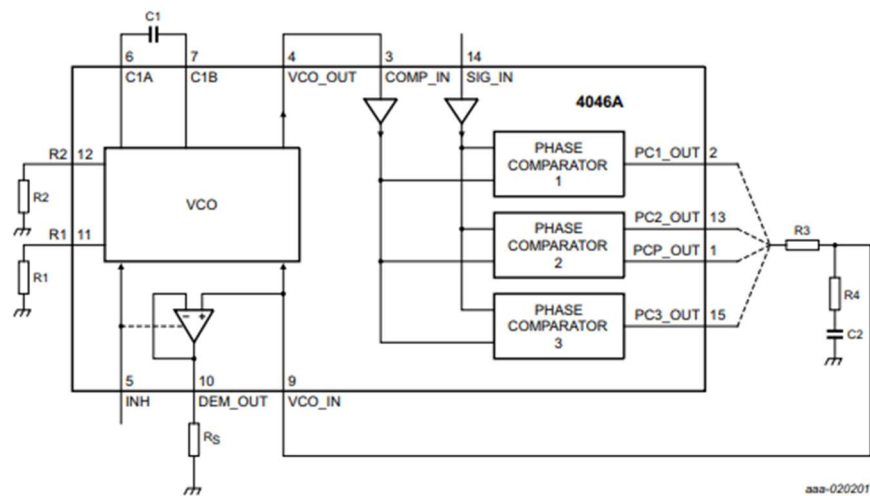 C1
6 7 4 3 14
C1A C1B VCO_OUT COMP_IN SIG_IN
4046A
PHASE
COMPARATOR
1
PC1_OUT 2
R2 12
R2
VCO
PHASE
COMPARATOR
2
PC2_OUT 13
PCP_OUT 1
R3
R1 11
R1
R4
C2
PHASE
COMPARATOR
3
PC3_OUT 15
− +
5 10 9
INH DEM_OUT VCO_IN
RS
aaa-020201